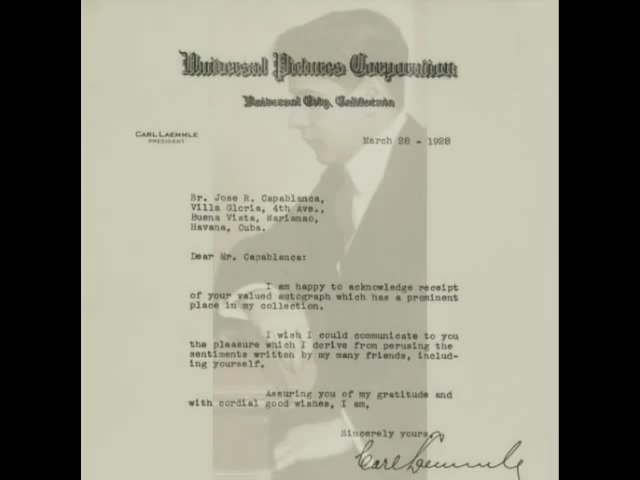 Universal Pictures Corporation
Universal City, California
CARL LAEMMLE
PRESIDENT
March 28 - 1928
Sr. Jose R. Capablanca,
Villa Gloria, 4th Ave.,
Buena Vista, Marianao,
Havana, Cuba.
Dear Mr. Capablanca:
I am happy to acknowledge receipt
of your valued autograph which has a prominent
place in my collection.
I wish I could communicate to you
the pleasure which I derive from perusing the
sentiments written by my many friends, includ-
ing yourself.
Assuring you of my gratitude and
with cordial good wishes, I am,
Sincerely yours,
Carl Laemmle